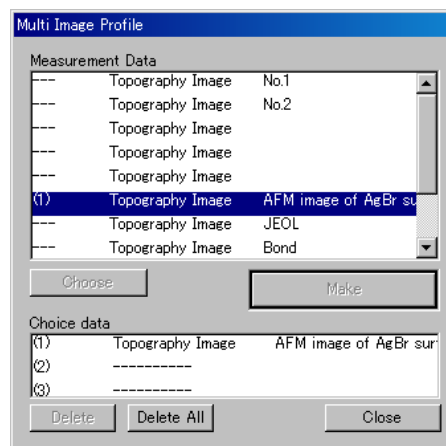 Multi Image Profile
Measurement Data
--- Topography Image No.1
--- Topography Image No.2
--- Topography Image
--- Topography Image
--- Topography Image
(1) Topography Image AFM image of AgBr su
--- Topography Image JEOL
--- Topography Image Bond
Choose Make
Choice data
(1) Topography Image AFM image of AgBr sur
(2) ----------
(3) ----------
Delete Delete All Close